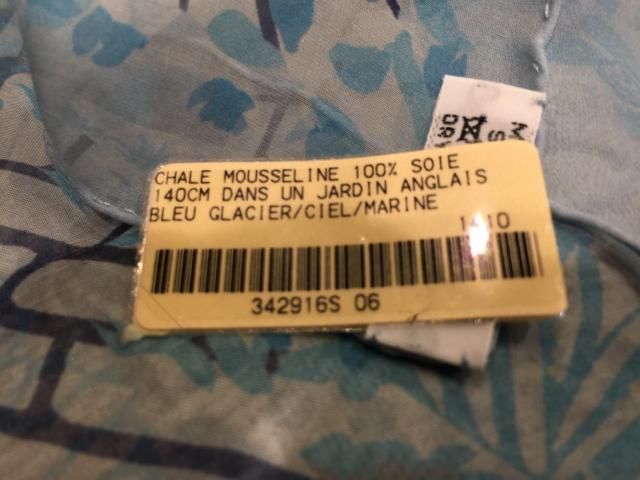 CHALE MOUSSELINE 100% SOIE
140CM DANS UN JARDIN ANGLAIS
BLEU GLACIER/CIEL/MARINE
342916S 06